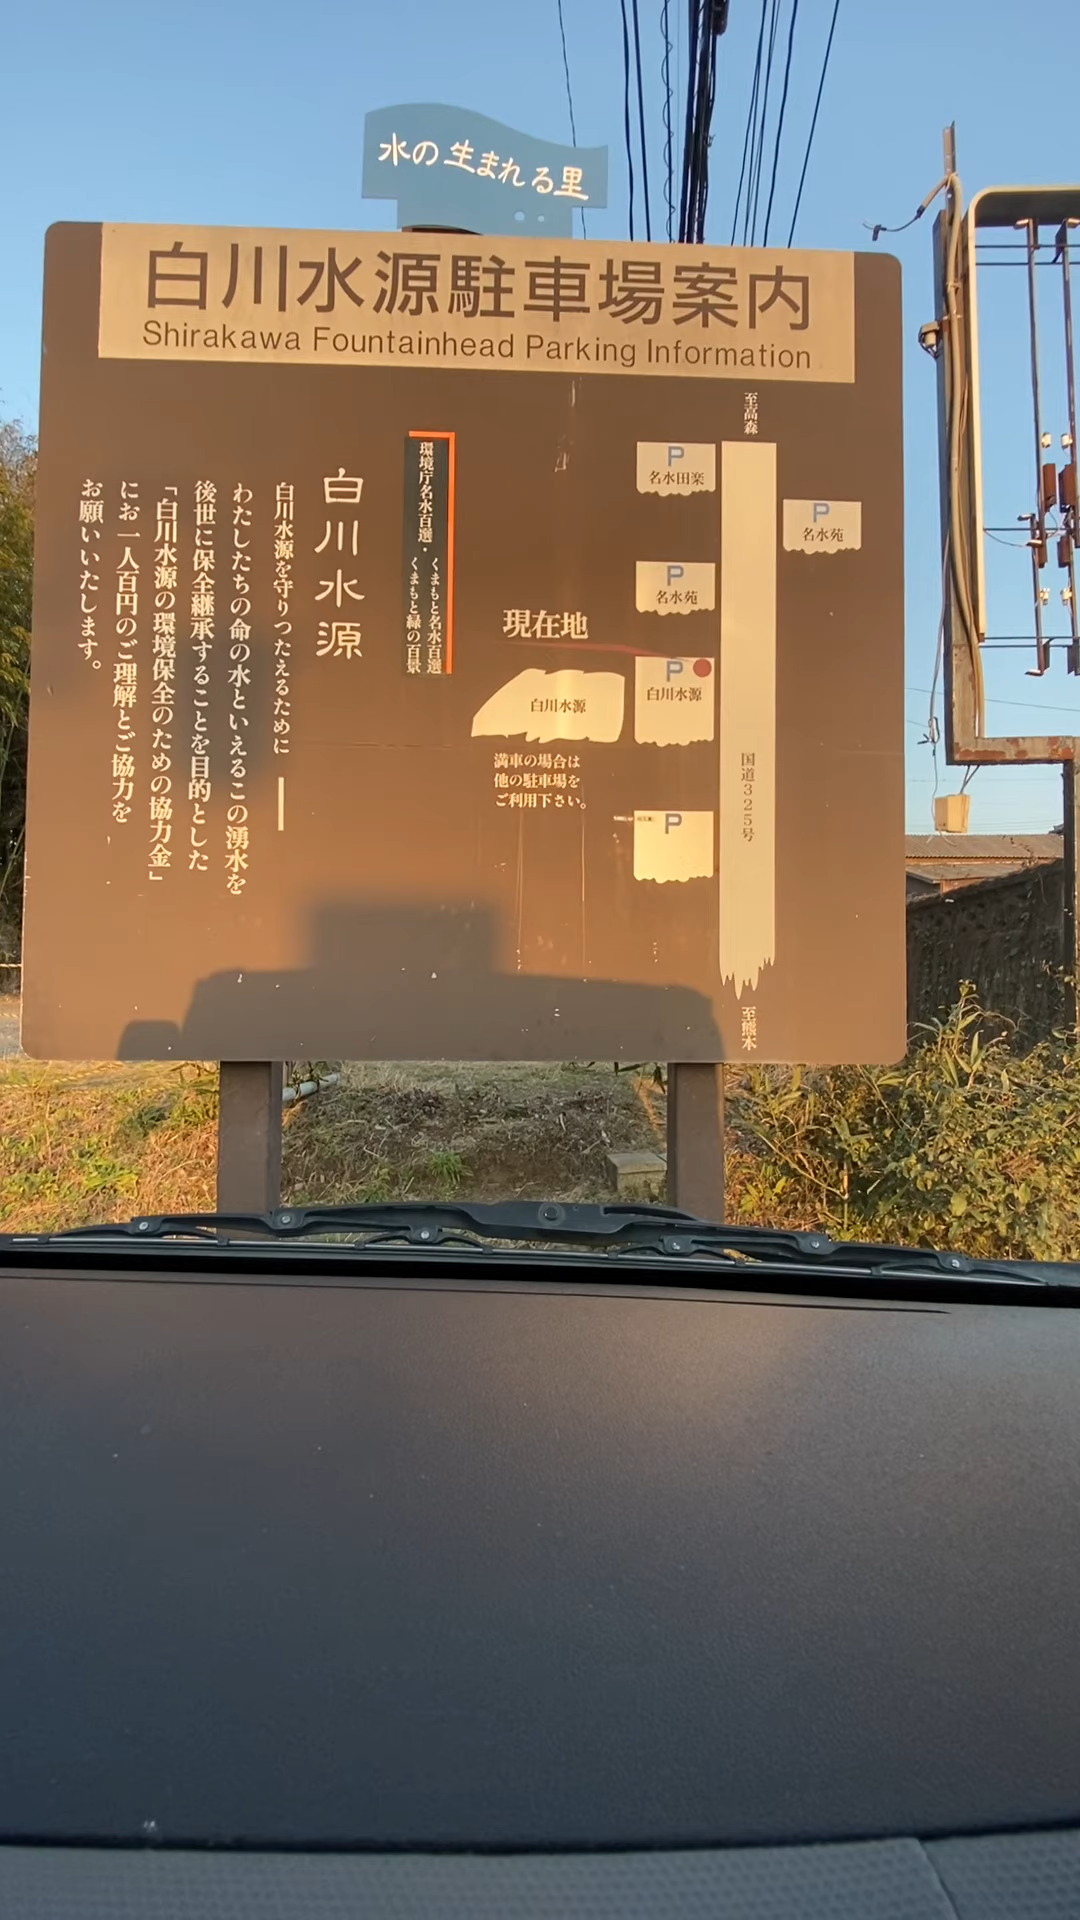 水の生まれる里
白川水源駐車場案内
Shirakawa Fountainhead Parking Information
環境庁名水百選・くまもと名水百選
くまもと緑の百景
白川水源
白川水源を守りつたえるために
わたしたちの命の水といえるこの湧水を
後世に保全継承することを目的とした
「白川水源の環境保全のための協力金」
にお一人百円のご理解とご協力を
お願いいたします。
至高森
P
名水田楽
P
名水苑
P
名水苑
現在地
P
白川水源
白川水源
満車の場合は
他の駐車場を
ご利用下さい。
P
国道325号
至熊本